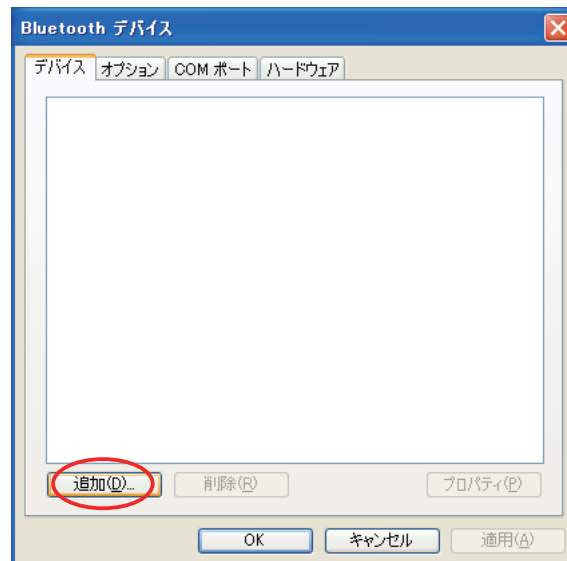 Bluetooth デバイス
デバイス オプション COM ポート ハードウェア
追加(D)... 削除(R) プロパティ(P)
OK キャンセル 適用(A)